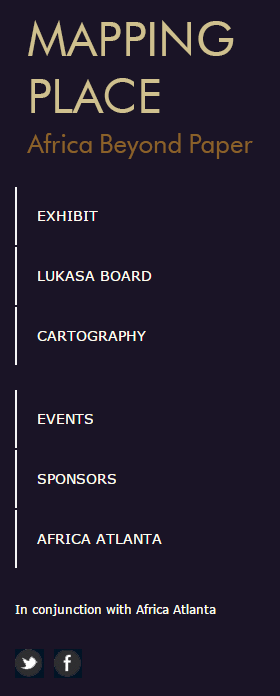 MAPPING
PLACE
Africa Beyond Paper
EXHIBIT
LUKASA BOARD
CARTOGRAPHY
EVENTS
SPONSORS
AFRICA ATLANTA
In conjunction with Africa Atlanta
f